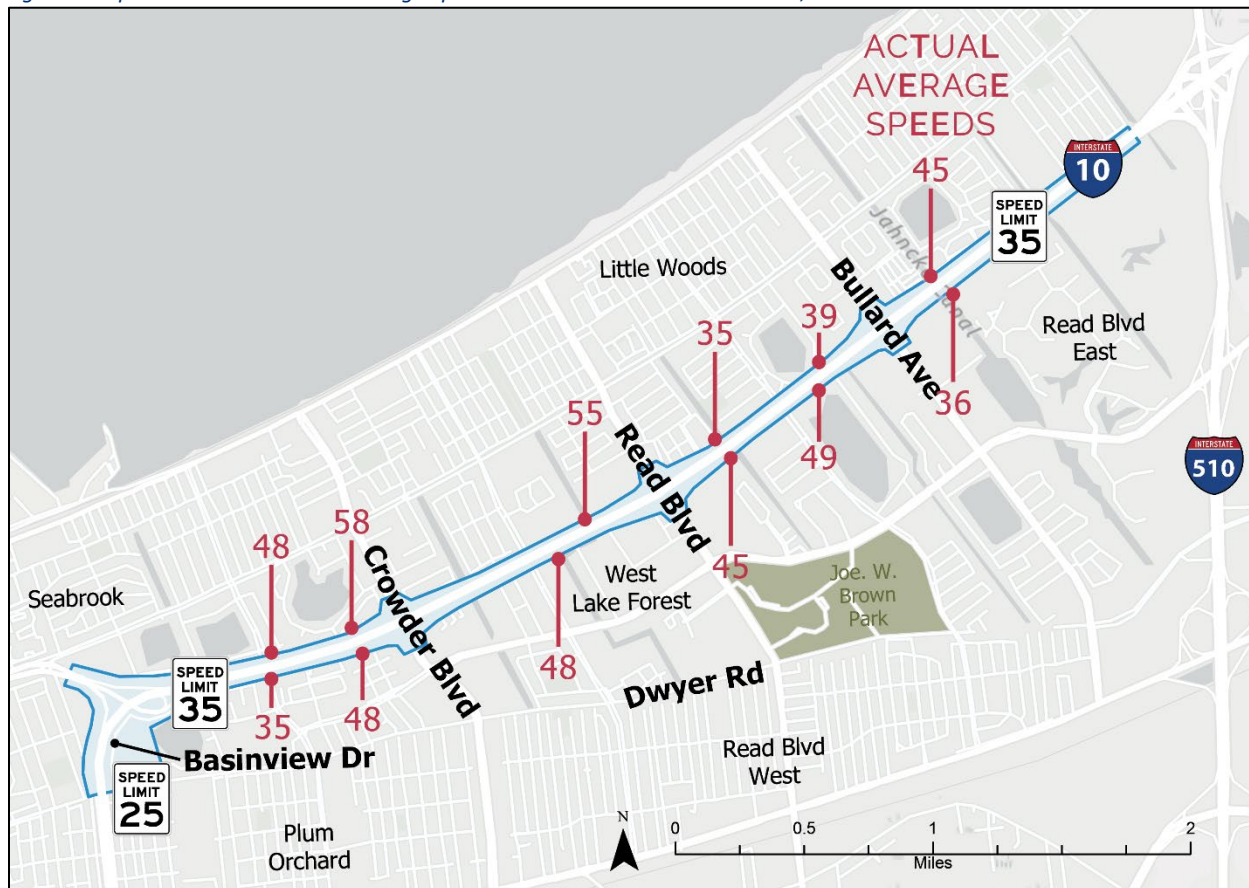 ACTUAL
AVERAGE
SPEEDS
45
INTERSTATE
10
SPEED
LIMIT
35
Jahncke Canal
Little Woods
Bullard Ave
Read Blvd
East
39
35
36
55
Read Blvd
49
INTERSTATE
510
58
48
Crowder Blvd
45
West
Lake Forest
Joe. W.
Brown
Park
Seabrook
48
SPEED
LIMIT
35
35
48
Dwyer Rd
Basinview Dr
Read Blvd
West
SPEED
LIMIT
25
Plum
Orchard
N
0
0.5
1
2
Miles